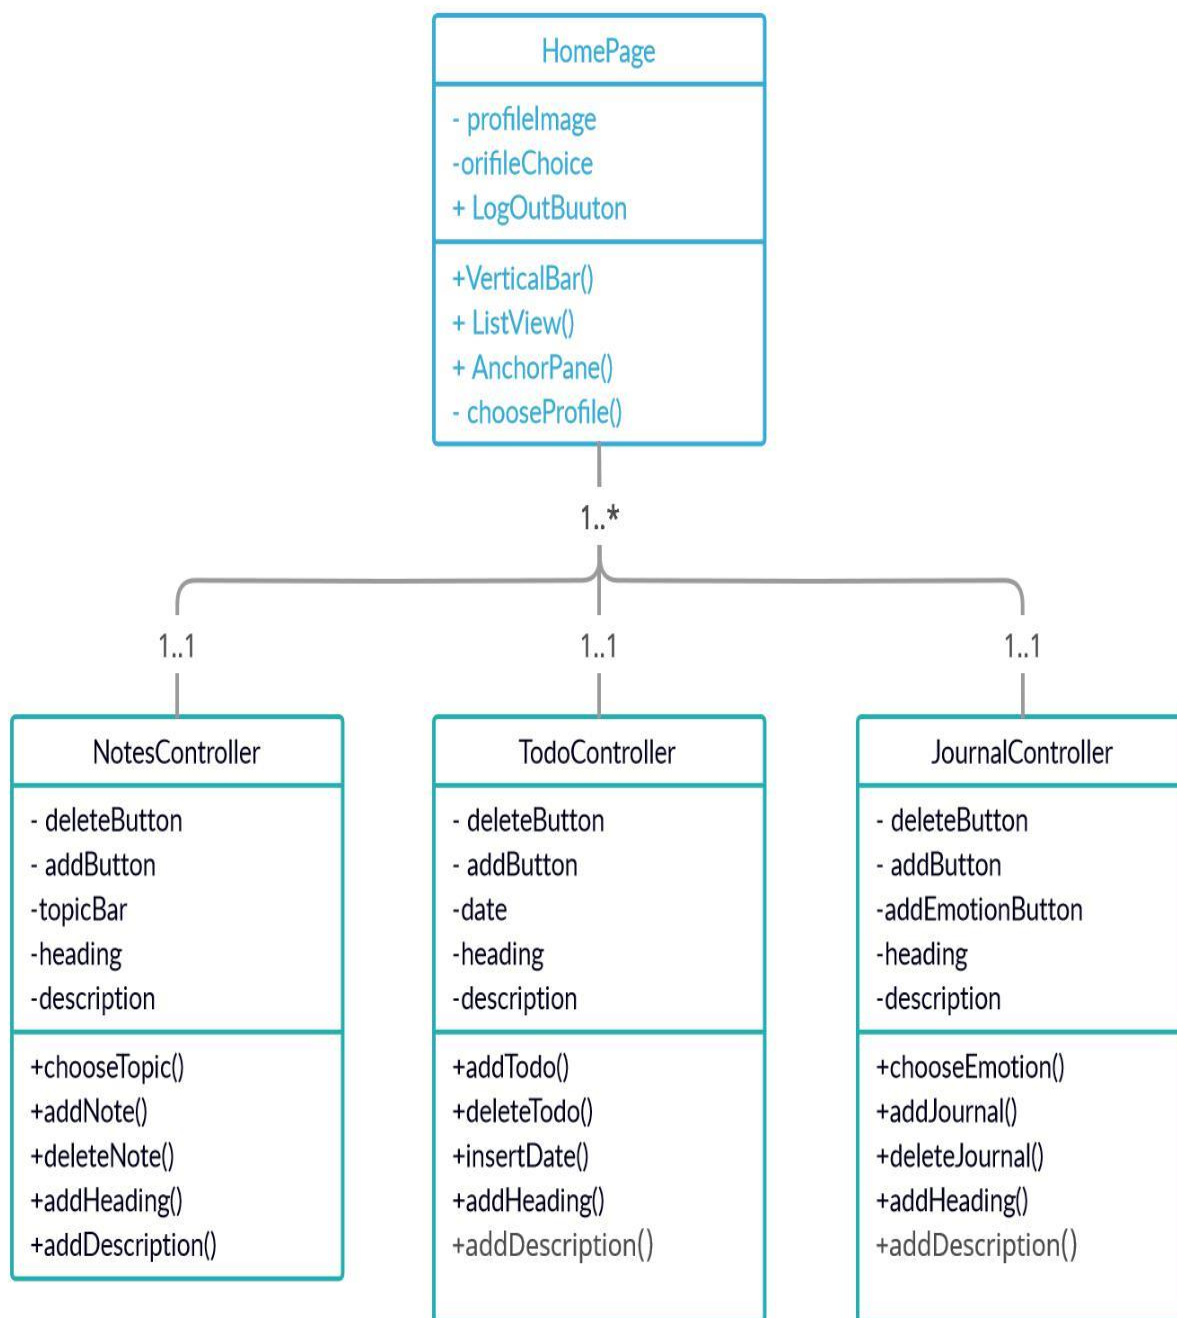 HomePage
- profileImage
-orifileChoice
+ LogOutBuuton
+VerticalBar()
+ ListView()
+ AnchorPane()
- chooseProfile()
1..*
1..1
1..1
1..1
NotesController
- deleteButton
- addButton
-topicBar
-heading
-description
+chooseTopic()
+addNote()
+deleteNote()
+addHeading()
+addDescription()
TodoController
- deleteButton
- addButton
-date
-heading
-description
+addTodo()
+deleteTodo()
+insertDate()
+addHeading()
+addDescription()
JournalController
- deleteButton
- addButton
-addEmotionButton
-heading
-description
+chooseEmotion()
+addJournal()
+deleteJournal()
+addHeading()
+addDescription()